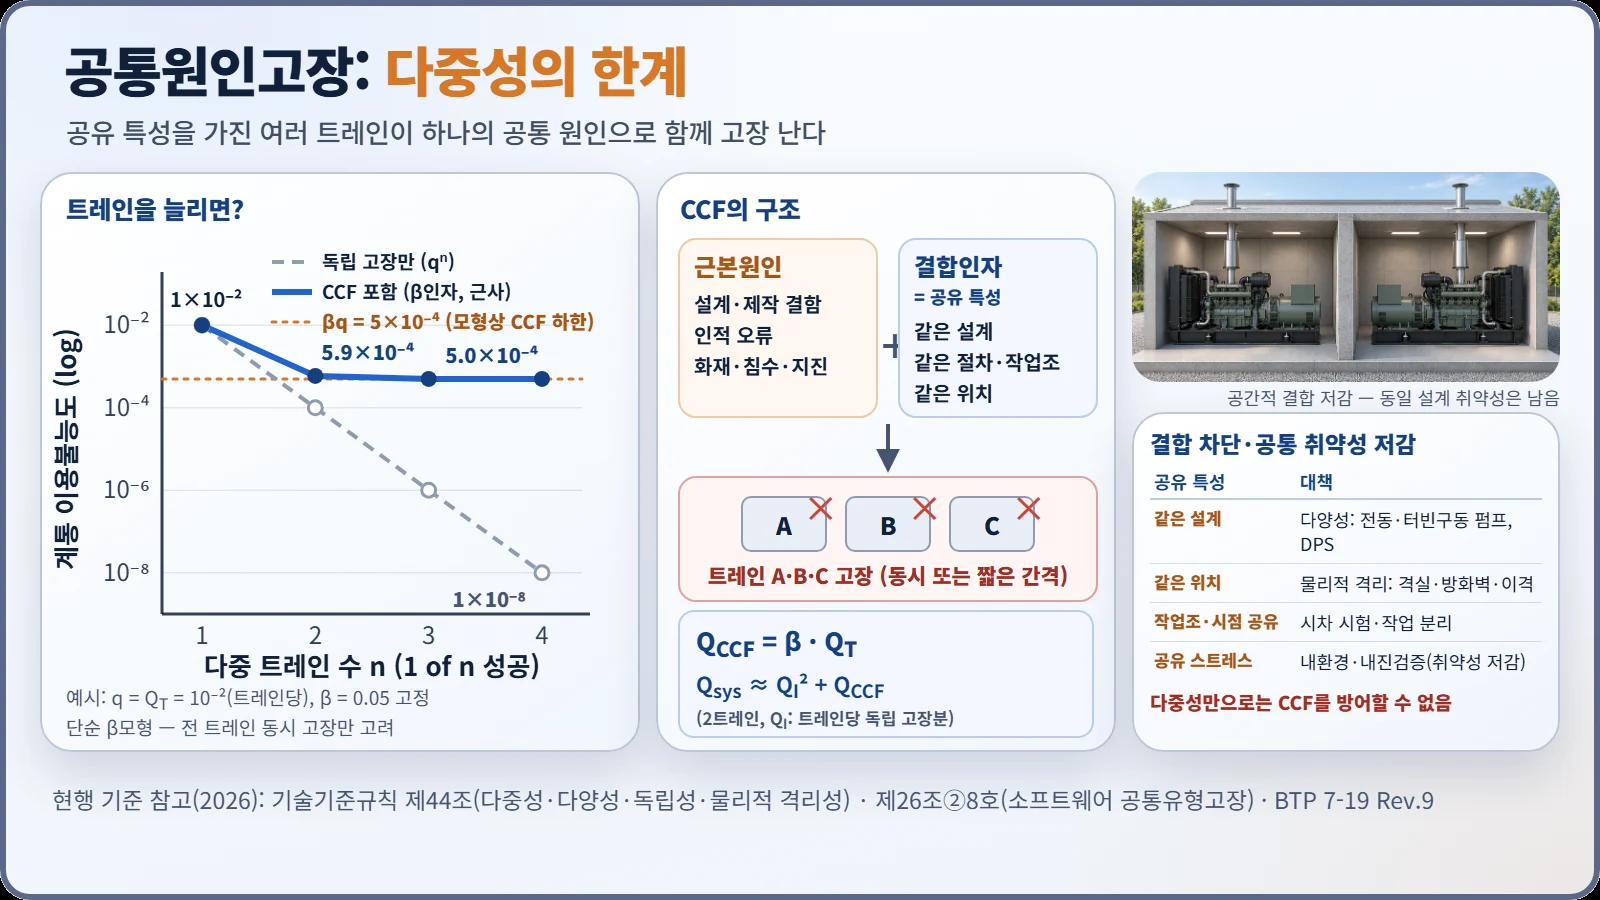 공통원인고장: 다중성의 한계
공유 특성을 가진 여러 트레인이 하나의 공통 원인으로 함께 고장 난다
트레인을 늘리면?
독립 고장만 (qⁿ)
CCF 포함 (β인자, 근사)
βq = 5×10⁻⁴ (모형상 CCF 하한)
1×10⁻²
5.9×10⁻⁴
5.0×10⁻⁴
1×10⁻⁸
10⁻²
10⁻⁴
10⁻⁶
10⁻⁸
계통 이용불능도 (log)
1 2 3 4
다중 트레인 수 n (1 of n 성공)
예시: q = Q_T = 10⁻²(트레인당), β = 0.05 고정
단순 β모형 — 전 트레인 동시 고장만 고려
CCF의 구조
근본원인
설계·제작 결함
인적 오류
화재·침수·지진
+
결합인자
= 공유 특성
같은 설계
같은 절차·작업조
같은 위치
A B C
트레인 A·B·C 고장 (동시 또는 짧은 간격)
Q_CCF = β · Q_T
Q_sys ≈ Q_I² + Q_CCF
(2트레인, Q_I: 트레인당 독립 고장분)
공간적 결합 저감 — 동일 설계 취약성은 남음
결합 차단·공통 취약성 저감
공유 특성 대책
같은 설계 다양성: 전동·터빈구동 펌프,
DPS
같은 위치 물리적 격리: 격실·방화벽·이격
작업조·시점 공유 시차 시험·작업 분리
공유 스트레스 내환경·내진검증(취약성 저감)
다중성만으로는 CCF를 방어할 수 없음
현행 기준 참고(2026): 기술기준규칙 제44조(다중성·다양성·독립성·물리적 격리성) · 제26조②8호(소프트웨어 공통유형고장) · BTP 7-19 Rev.9